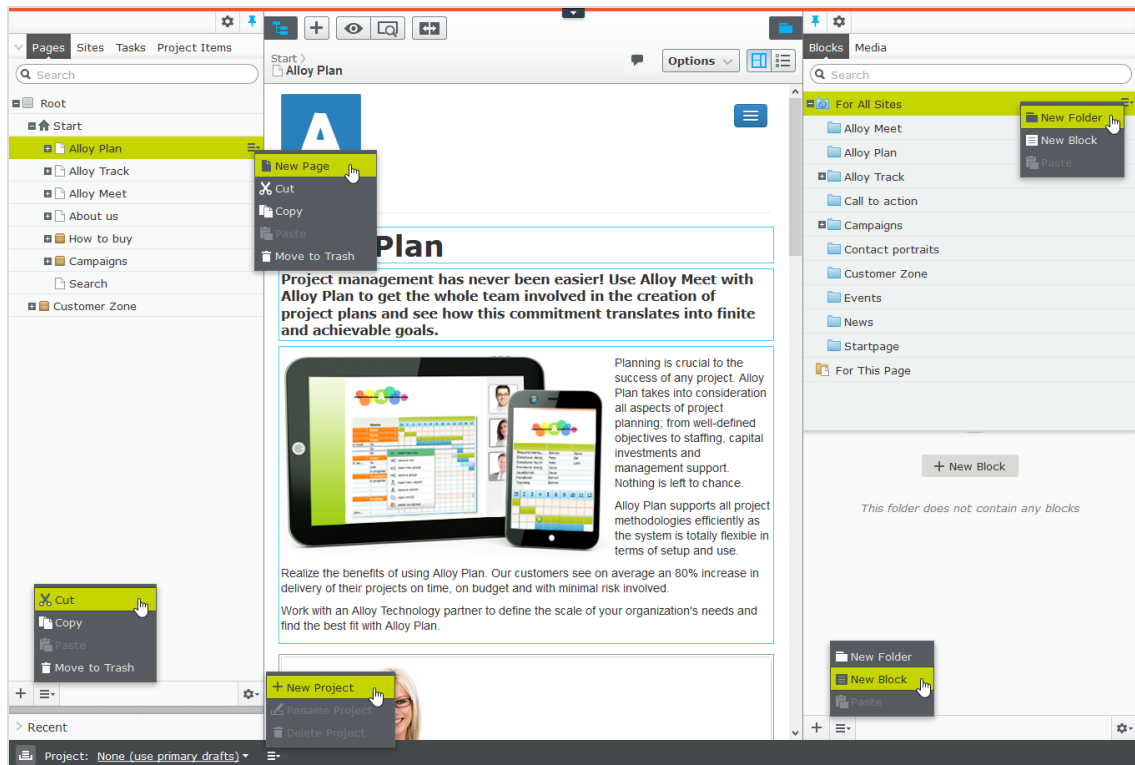 Pages Sites Tasks Project Items
Search
Root
Start
Alloy Plan
Alloy Track
Alloy Meet
About us
How to buy
Campaigns
Search
Customer Zone
Cut
Copy
Paste
Move to Trash
Recent
Project: None (use primary drafts)
Start >
Alloy Plan
Options
A
New Page
Cut
Copy
Paste
Move to Trash
Plan
Project management has never been easier! Use Alloy Meet with
Alloy Plan to get the whole team involved in the creation of
project plans and see how this commitment translates into finite
and achievable goals.
Planning is crucial to the
success of any project. Alloy
Plan takes into consideration
all aspects of project
planning; from well-defined
objectives to staffing, capital
investments and
management support.
Nothing is left to chance.
Alloy Plan supports all project
methodologies efficiently as
the system is totally flexible in
terms of setup and use.
Realize the benefits of using Alloy Plan. Our customers see on average an 80% increase in
delivery of their projects on time, on budget and with minimal risk involved.
Work with an Alloy Technology partner to define the scale of your organization's needs and
find the best fit with Alloy Plan.
New Project
Rename Project
Delete Project
Blocks Media
Search
For All Sites
New Folder
New Block
Paste
Alloy Meet
Alloy Plan
Alloy Track
Call to action
Campaigns
Contact portraits
Customer Zone
Events
News
Startpage
For This Page
+ New Block
This folder does not contain any blocks
New Folder
New Block
Paste